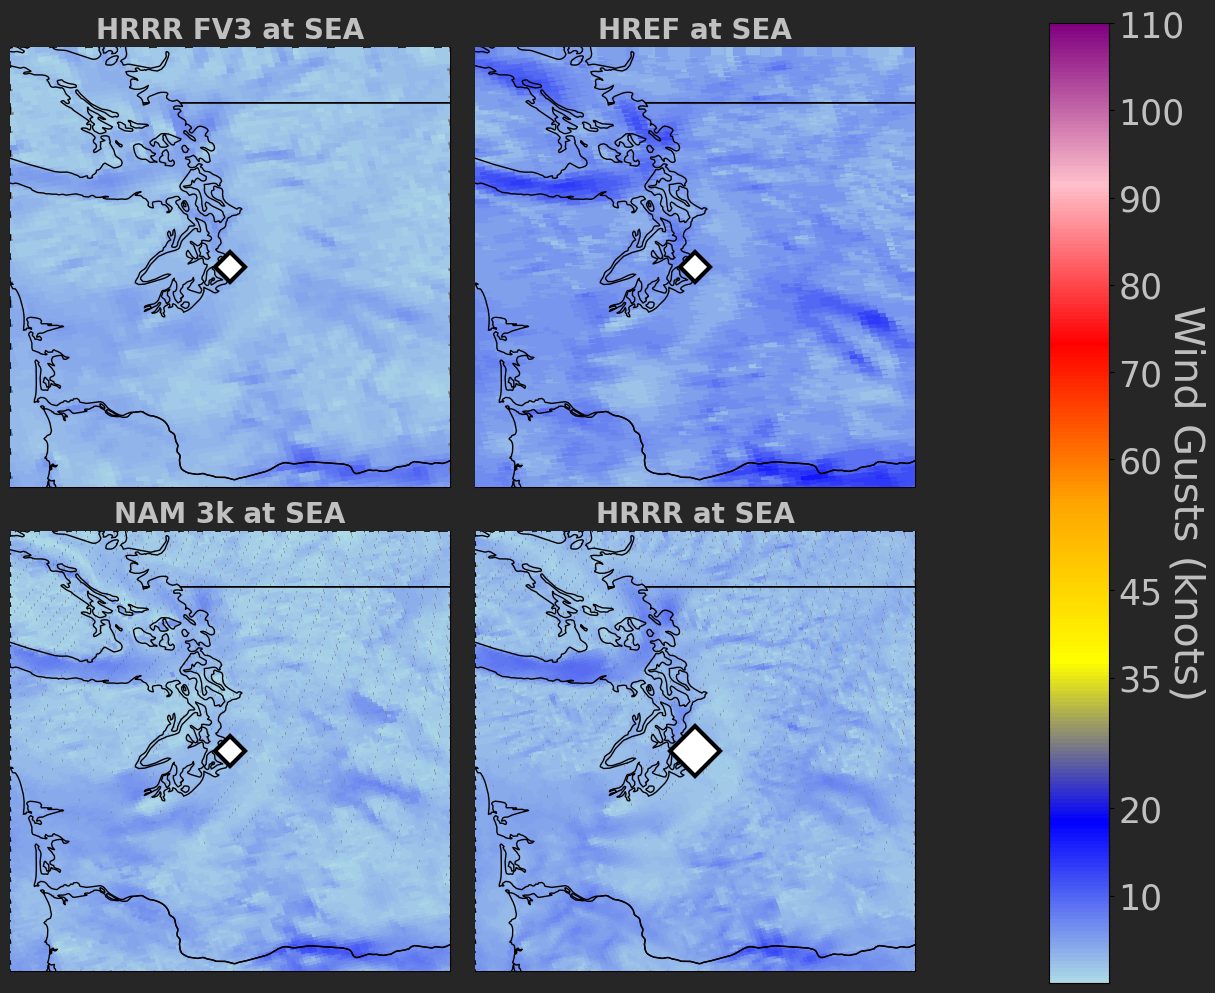 HRRR FV3 at SEA
HREF at SEA
NAM 3k at SEA
HRRR at SEA
110
100
90
80
70
60
45
35
20
10
Wind Gusts (knots)